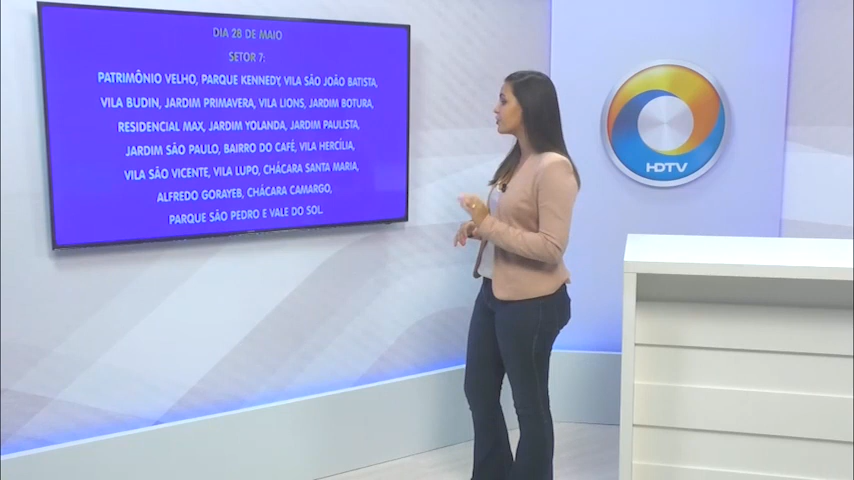 DIA 28 DE MAIO
SETOR 7:
PATRIMÔNIO VELHO, PARQUE KENNEDY, VILA SÃO JOÃO BATISTA,
VILA BUDIN, JARDIM PRIMAVERA, VILA LIONS, JARDIM BOTURA,
RESIDENCIAL MAX, JARDIM YOLANDA, JARDIM PAULISTA,
JARDIM SÃO PAULO, BAIRRO DO CAFÉ, VILA HERCÍLIA,
VILA SÃO VICENTE, VILA LUPO, CHÁCARA SANTA MARIA,
ALFREDO GORAYEB, CHÁCARA CAMARGO,
PARQUE SÃO PEDRO E VALE DO SOL.
HDTV